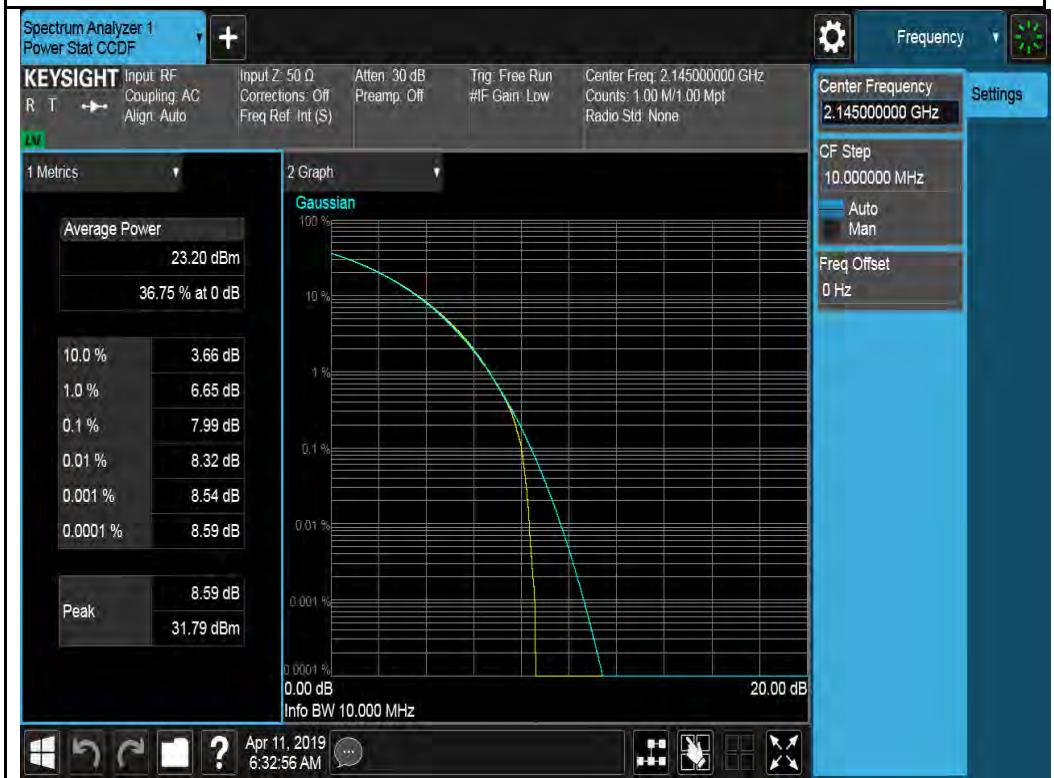 Spectrum Analyzer 1
Power Stat CCDF
+
Frequency
KEYSIGHT
R T
LXI
Input: RF
Coupling: AC
Align: Auto
Input Z: 50 Ω
Corrections: Off
Freq Ref: Int (S)
Atten: 30 dB
Preamp: Off
Trig: Free Run
#IF Gain: Low
Center Freq: 2.145000000 GHz
Counts: 1.00 M/1.00 Mpt
Radio Std: None
Center Frequency
2.145000000 GHz
Settings
CF Step
10.000000 MHz
Auto
Man
Freq Offset
0 Hz
1 Metrics
Average Power
23.20 dBm
36.75 % at 0 dB
10.0 % 3.66 dB
1.0 % 6.65 dB
0.1 % 7.99 dB
0.01 % 8.32 dB
0.001 % 8.54 dB
0.0001 % 8.59 dB
Peak
8.59 dB
31.79 dBm
2 Graph
Gaussian
100 %
10 %
1 %
0.1 %
0.01 %
0.001 %
0.0001 %
0.00 dB 20.00 dB
Info BW 10.000 MHz
?
Apr 11, 2019
6:32:56 AM